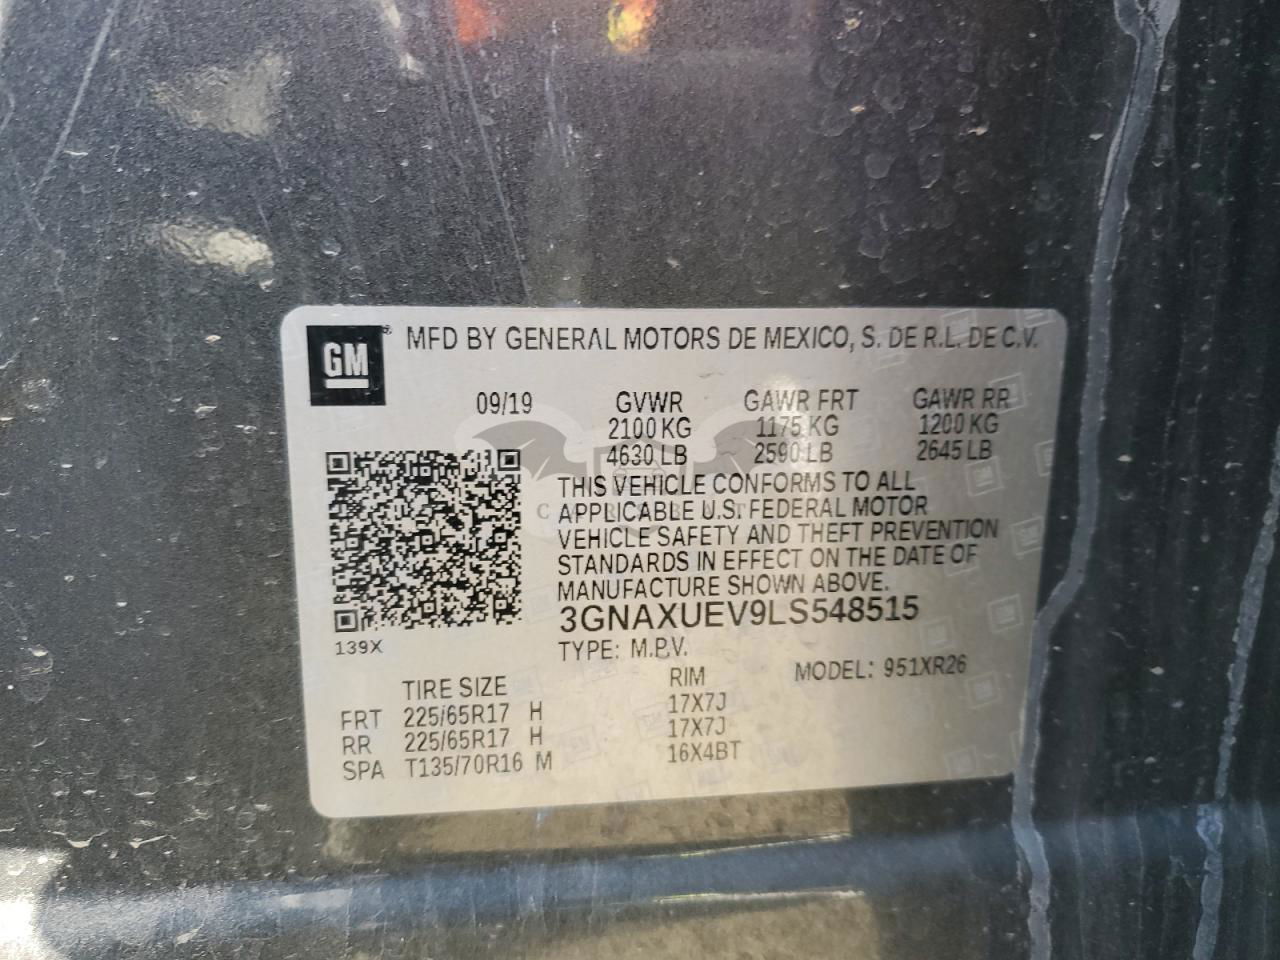 GM
MFD BY GENERAL MOTORS DE MEXICO, S. DE R.L. DE C.V.
09/19 GVWR GAWR FRT GAWR RR
2100 KG 1175 KG 1200 KG
4630 LB 2590 LB 2645 LB
THIS VEHICLE CONFORMS TO ALL
APPLICABLE U.S. FEDERAL MOTOR
VEHICLE SAFETY AND THEFT PREVENTION
STANDARDS IN EFFECT ON THE DATE OF
MANUFACTURE SHOWN ABOVE.
3GNAXUEV9LS548515
139X
TYPE: M.P.V.
MODEL: 951XR26
TIRE SIZE RIM
FRT 225/65R17 H 17X7J
RR 225/65R17 H 17X7J
SPA T135/70R16 M 16X4BT